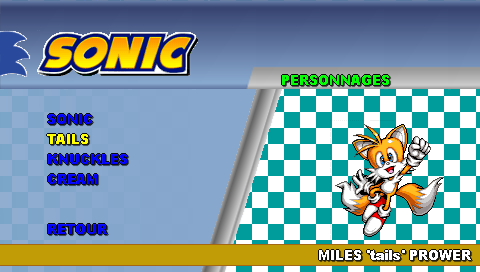 SONIC
PERSONNAGES
SONIC
TAILS
KNUCKLES
CREAM
RETOUR
MILES "tails" PROWER